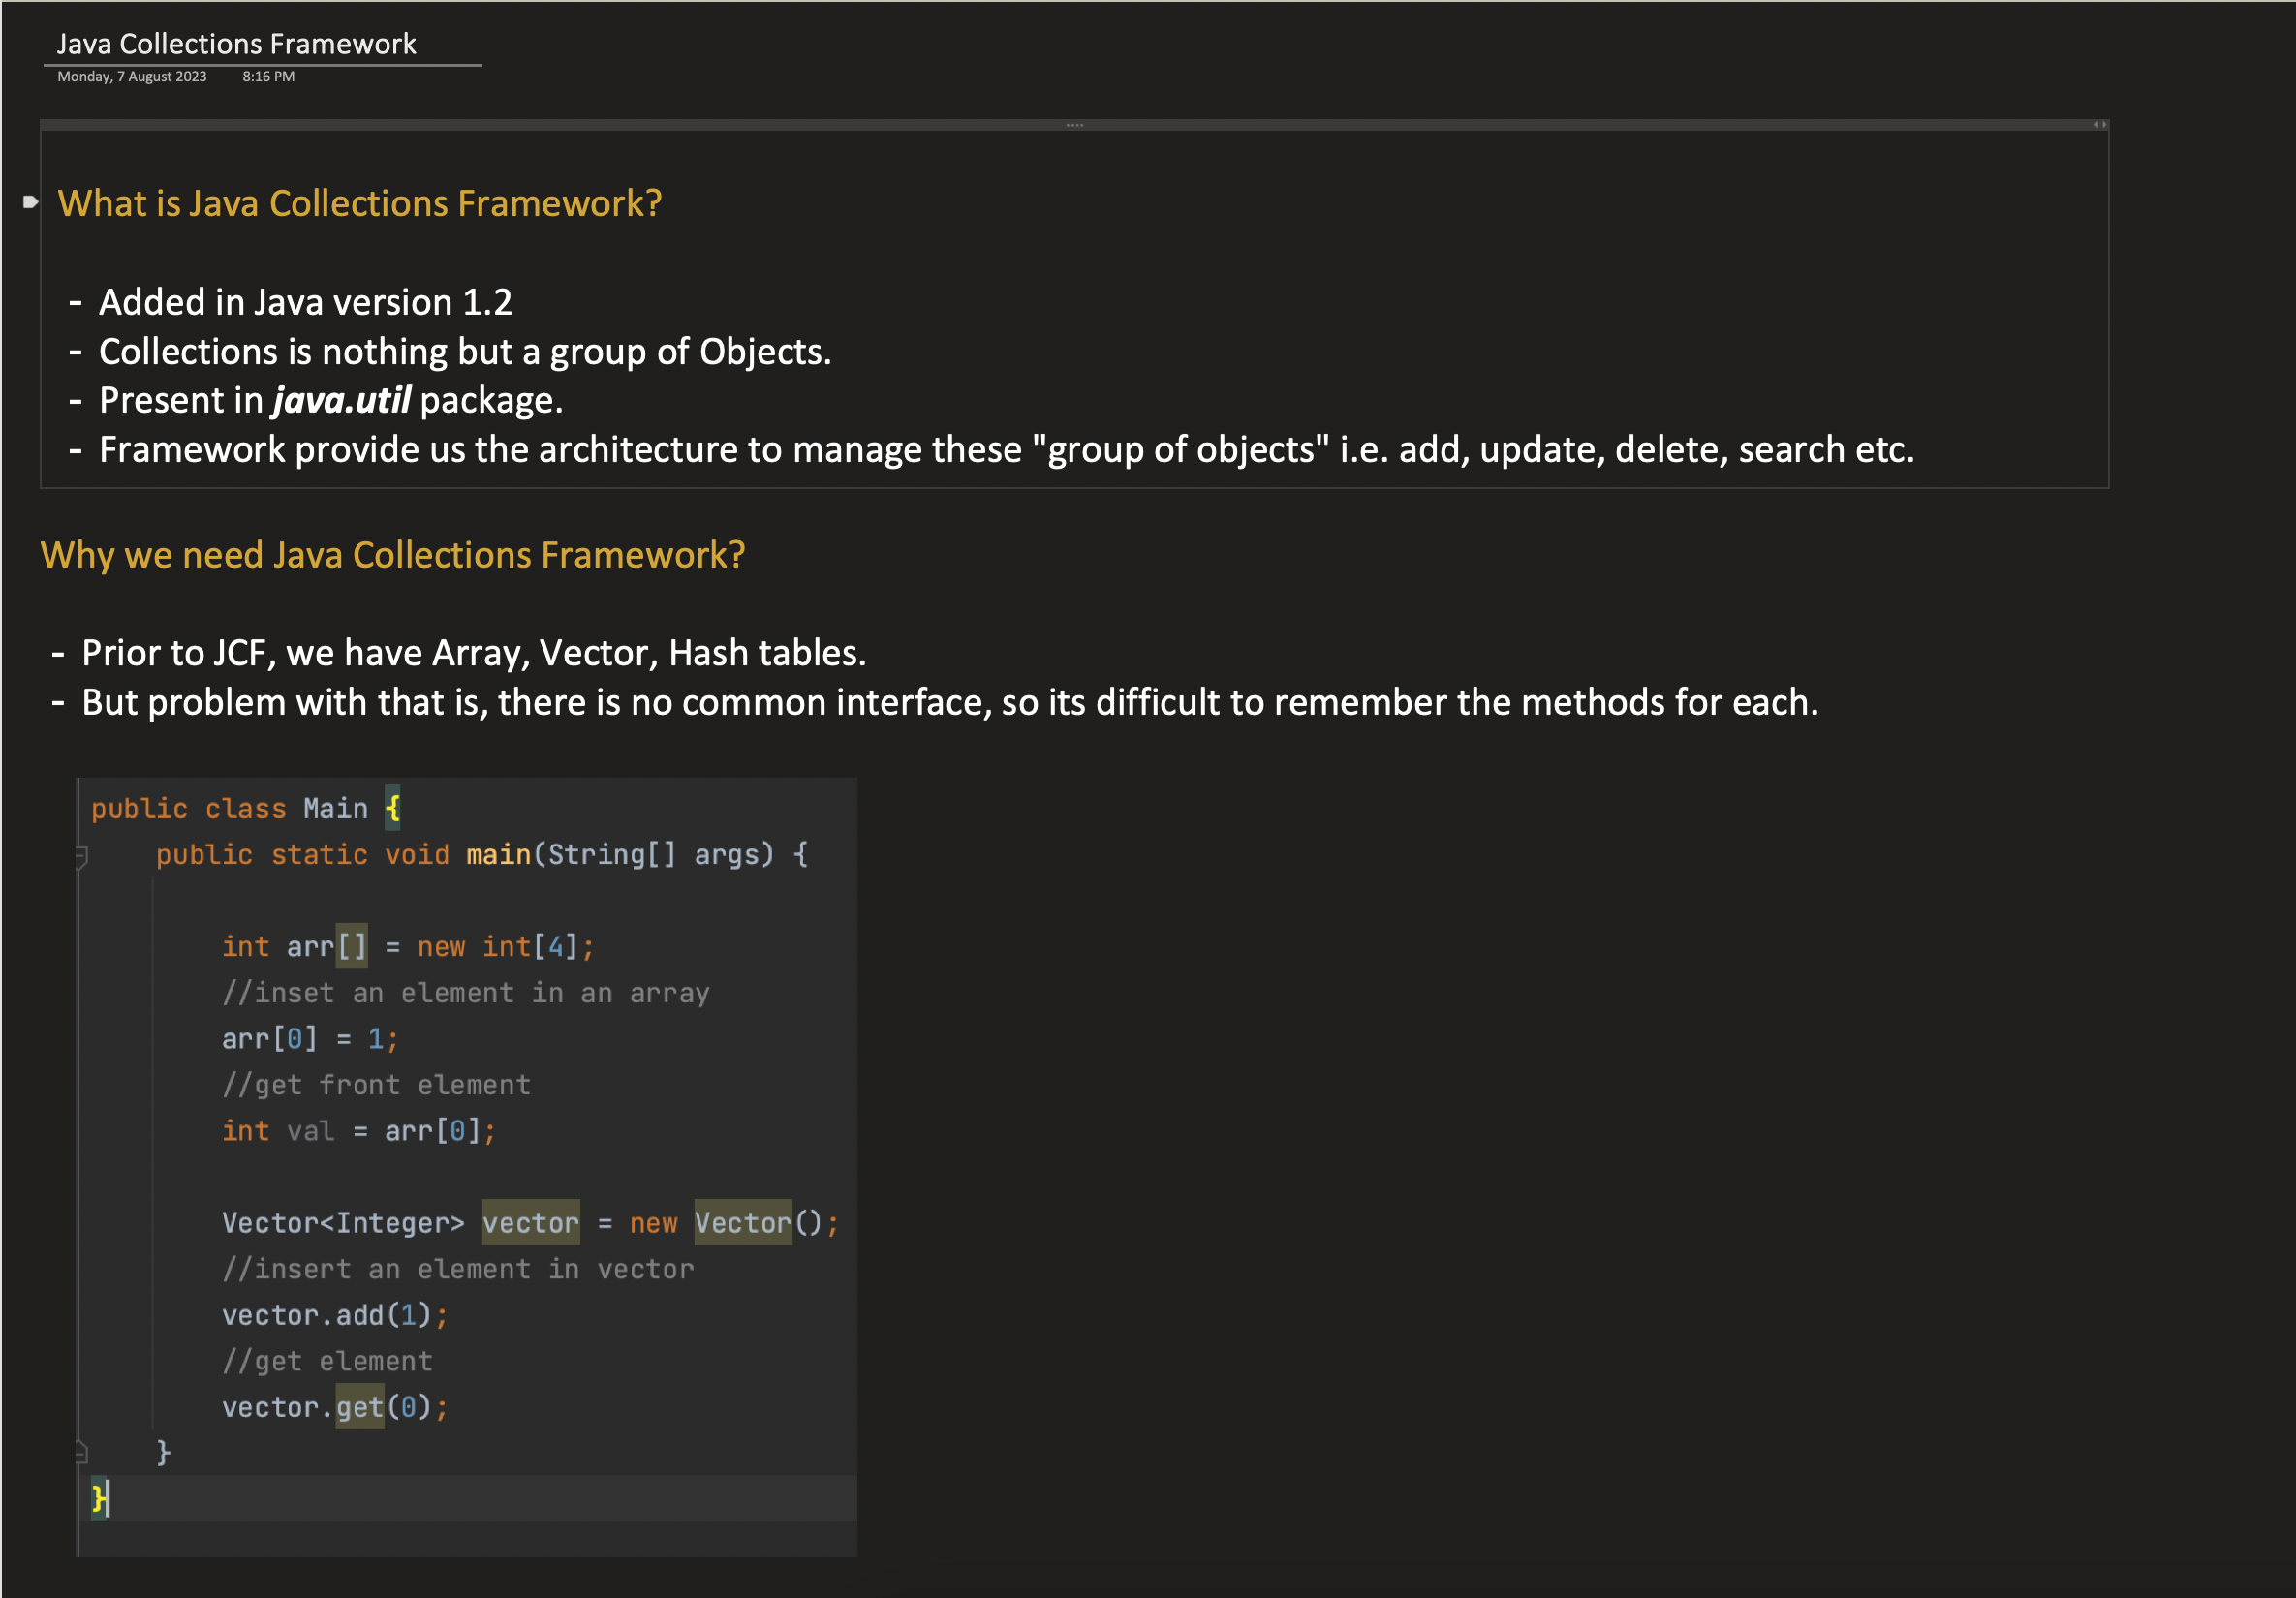 Java Collections Framework
Monday, 7 August 2023 8:16 PM
What is Java Collections Framework?
- Added in Java version 1.2
- Collections is nothing but a group of Objects.
- Present in java.util package.
- Framework provide us the architecture to manage these "group of objects" i.e. add, update, delete, search etc.
Why we need Java Collections Framework?
- Prior to JCF, we have Array, Vector, Hash tables.
- But problem with that is, there is no common interface, so its difficult to remember the methods for each.
public class Main {
public static void main(String[] args) {
int arr[] = new int[4];
//inset an element in an array
arr[0] = 1;
//get front element
int val = arr[0];
Vector<Integer> vector = new Vector();
//insert an element in vector
vector.add(1);
//get element
vector.get(0);
}
}